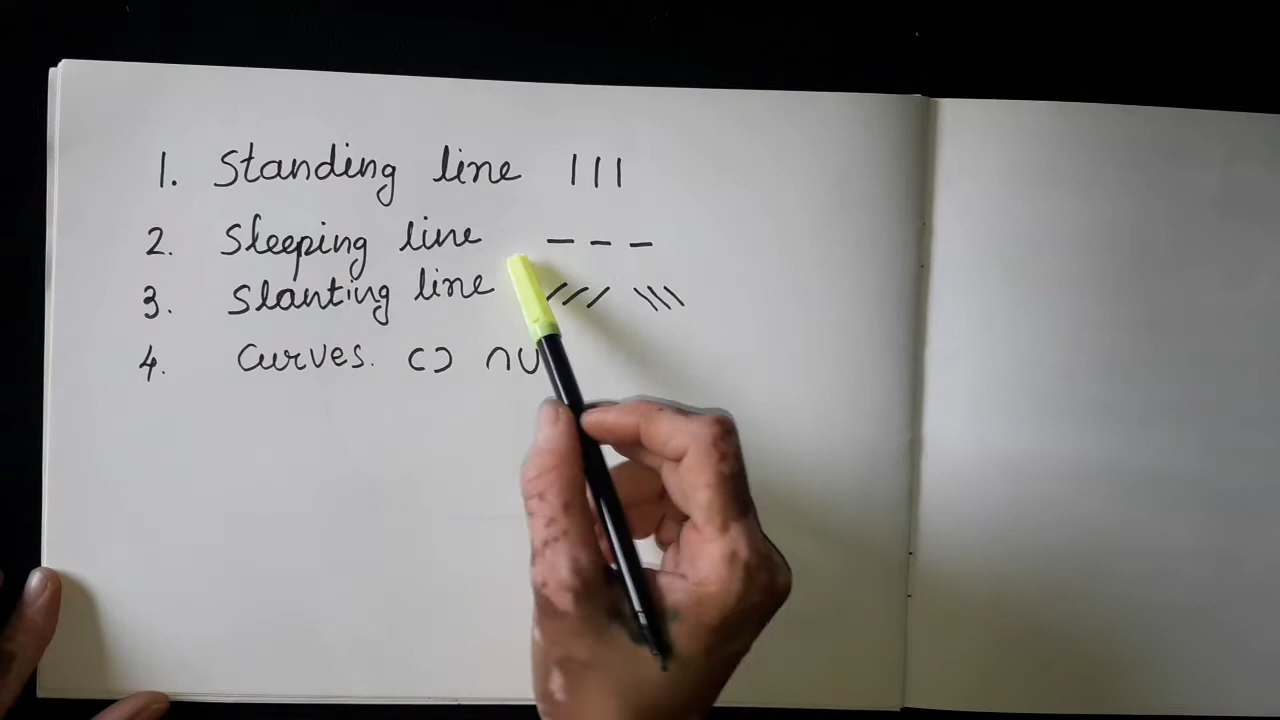 1. Standing line |||
2. Sleeping line – – –
3. Slanting line /// \\\
4. Curves. ⊂⊃ ∩∪